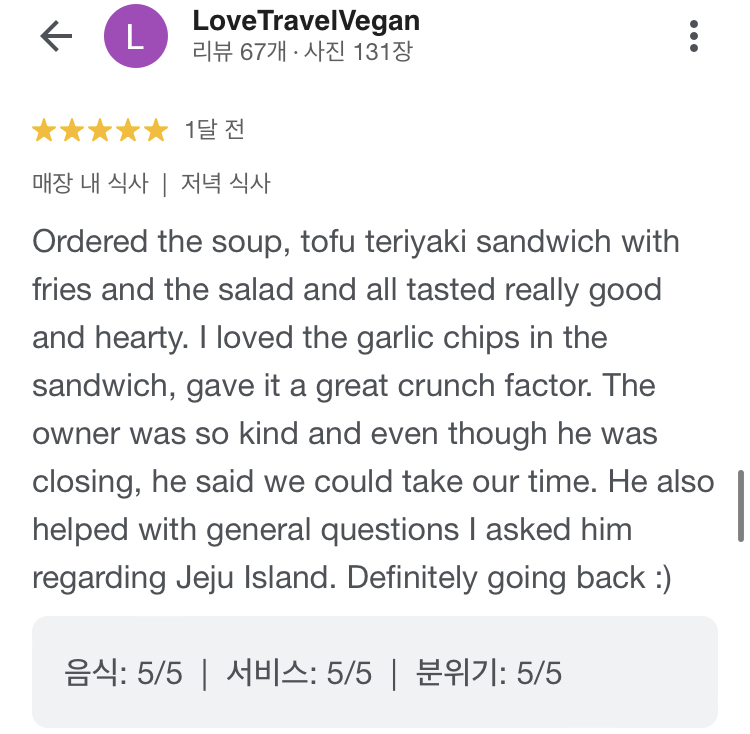 L
LoveTravelVegan
리뷰 67개 · 사진 131장
★★★★★ 1달 전
매장 내 식사 | 저녁 식사
Ordered the soup, tofu teriyaki sandwich with
fries and the salad and all tasted really good
and hearty. I loved the garlic chips in the
sandwich, gave it a great crunch factor. The
owner was so kind and even though he was
closing, he said we could take our time. He also
helped with general questions I asked him
regarding Jeju Island. Definitely going back :)
음식: 5/5 | 서비스: 5/5 | 분위기: 5/5